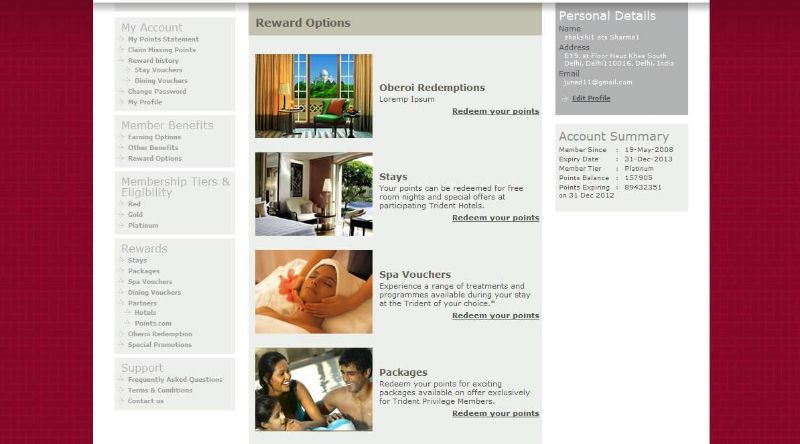 My Account
My Points Statement
Claim Missing Points
Reward history
Stay Vouchers
Dining Vouchers
Change Password
My Profile
Member Benefits
Earning Options
Other Benefits
Reward Options
Membership Tiers &
Eligibility
Red
Gold
Platinum
Rewards
Stays
Packages
Spa Vouchers
Dining Vouchers
Partners
Hotels
Points.com
Oberoi Redemption
Special Promotions
Support
Frequently Asked Questions
Terms & Conditions
Contact us
Reward Options
Oberoi Redemptions
Loremp Ipsum
Redeem your points
Stays
Your points can be redeemed for free
room nights and special offers at
participating Trident Hotels.
Redeem your points
Spa Vouchers
Experience a range of treatments and
programmes available during your stay
at the Trident of your choice.*
Redeem your points
Packages
Redeem your points for exciting
packages available on offer exclusively
for Trident Privilege Members.
Redeem your points
Personal Details
Name
Address
Floor Hauz Khas South
Delhi, Delhi110016, Delhi, India
Email
@gmail.com
Edit Profile
Account Summary
Member Since : 19-May-2008
Expiry Date : 31-Dec-2013
Member Tier : Platinum
Points Balance : 157905
Points Expiring : 89432351
on 31 Dec 2012